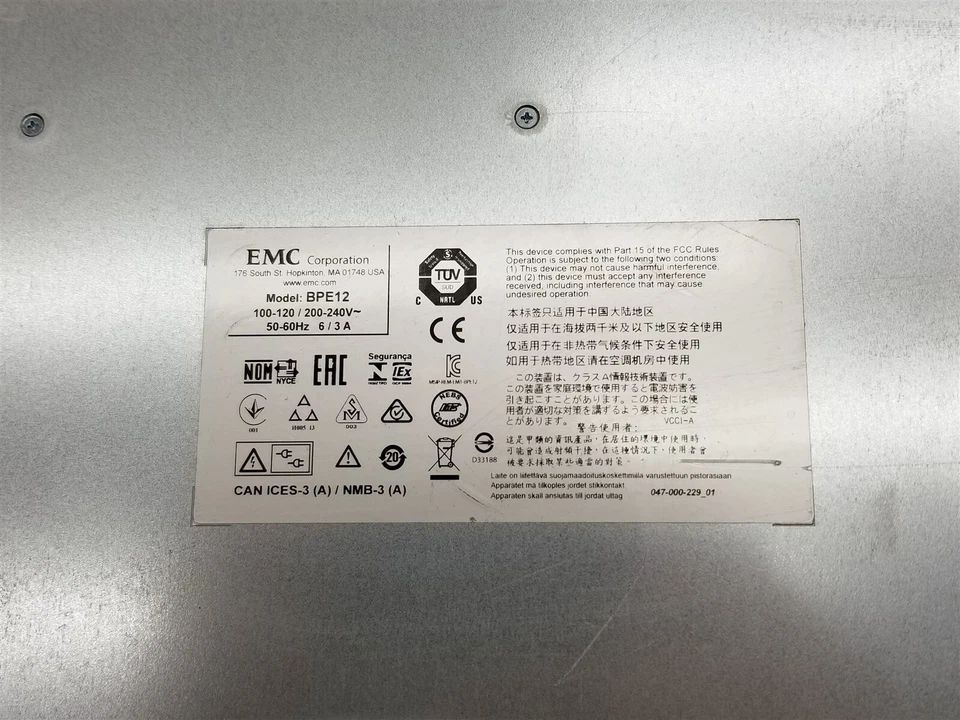 EMC Corporation
176 South St. Hopkinton, MA 01748 USA
www.emc.com
Model: BPE12
100-120 / 200-240V~
50-60Hz 6 / 3 A
TÜV
SÜD
NRTL
C US
CE
NOM
NYCE
EAC
Segurança
IEx
001
002
NEBS
Certified
20
D33188
CAN ICES-3 (A) / NMB-3 (A)
This device complies with Part 15 of the FCC Rules
Operation is subject to the following two conditions:
(1) This device may not cause harmful interference,
and (2) this device must accept any interference
received, including interference that may cause
undesired operation.
本标签只适用于中国大陆地区
仅适用于在海拔两千米及以下地区安全使用
仅适用于在非热带气候条件下安全使用
如用于热带地区请在空调机房中使用
この装置は、クラスA情報技術装置です。
この装置を家庭環境で使用すると電波妨害を
引き起こすことがあります。この場合には使
用者が適切な対策を講ずるよう要求されるこ
とがあります。 VCCI-A
警告使用者:
這是甲類的資訊產品，在居住的環境中使用時，
可能會造成射頻干擾，在這種情況下，使用者會
被要求採取某些適當的對策。
Laite on liitettävä suojamaadoituskoskettimilla varustettuun pistorasiaan
Apparatet må tilkoples jordet stikkontakt
Apparaten skall anslutas till jordat uttag
047-000-229_01